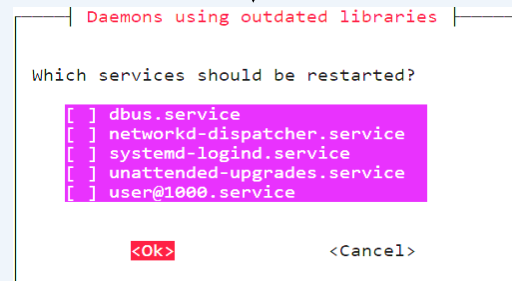 Daemons using outdated libraries
Which services should be restarted?
[ ] dbus.service
[ ] networkd-dispatcher.service
[ ] systemd-logind.service
[ ] unattended-upgrades.service
[ ] user@1000.service
<Ok> <Cancel>